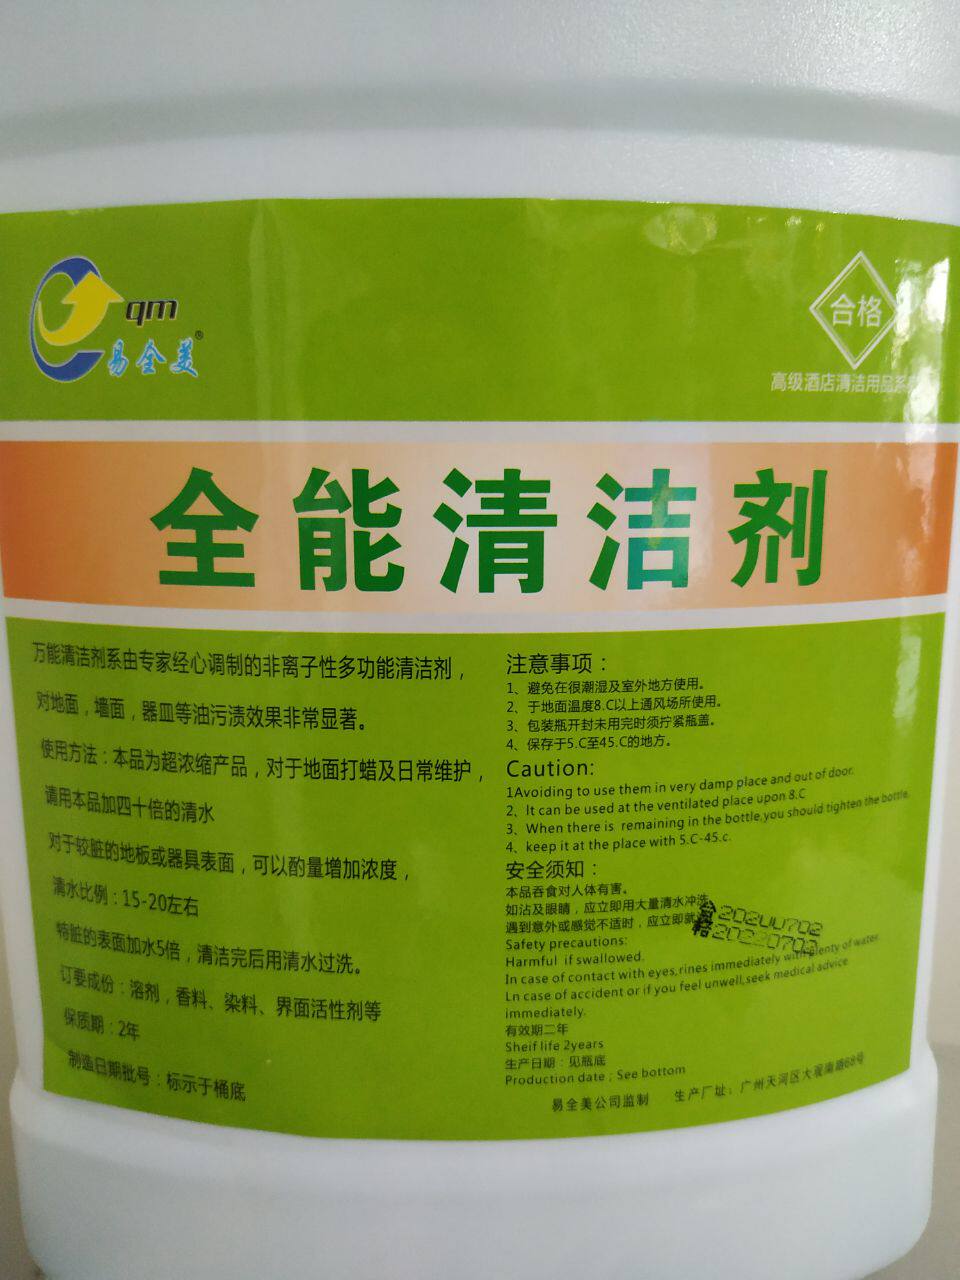 qm
易全美®
合格
高级酒店清洁用品系
全能清洁剂
万能清洁剂系由专家经心调制的非离子性多功能清洁剂，
对地面，墙面，器皿等油污渍效果非常显著。
使用方法：本品为超浓缩产品，对于地面打蜡及日常维护，
请用本品加四十倍的清水
对于较脏的地板或器具表面，可以酌量增加浓度，
清水比例：15-20左右
特脏的表面加水5倍，清洁完后用清水过洗。
订要成份：溶剂，香料、染料、界面活性剂等
保质期：2年
制造日期批号：标示于桶底
注意事项：
1、避免在很潮湿及室外地方使用。
2、于地面温度8.C以上通风场所使用。
3、包装瓶开封未用完时须拧紧瓶盖。
4、保存于5.C至45.C的地方。
Caution:
1Avoiding to use them in very damp place and out of door.
2、It can be used at the ventilated place upon 8.C
3、When there is remaining in the bottle,you should tighten the bottle.
4、keep it at the place with 5.C-45.c.
安全须知：
本品吞食对人体有害。
如沾及眼睛，应立即用大量清水冲洗
遇到意外或感觉不适时，应立即就
合格 20200702
20220702
Safety precautions:
Harmful if swallowed.
In case of contact with eyes,rines immediately with plenty of water
Ln case of accident or if you feel unwell,seek medical advice
immediately.
有效期二年
Sheif life 2years
生产日期：见瓶底
Production date；See bottom
易全美公司监制 生产厂址：广州天河区大观南路68号